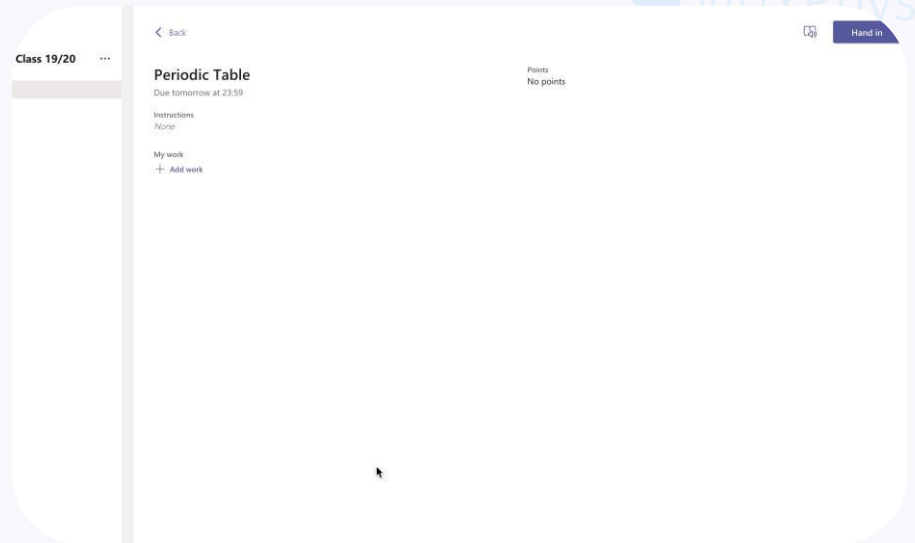 Back
Hand in
Class 19/20 ...
Periodic Table
Due tomorrow at 23:59
Points
No points
Instructions
None
My work
+ Add work